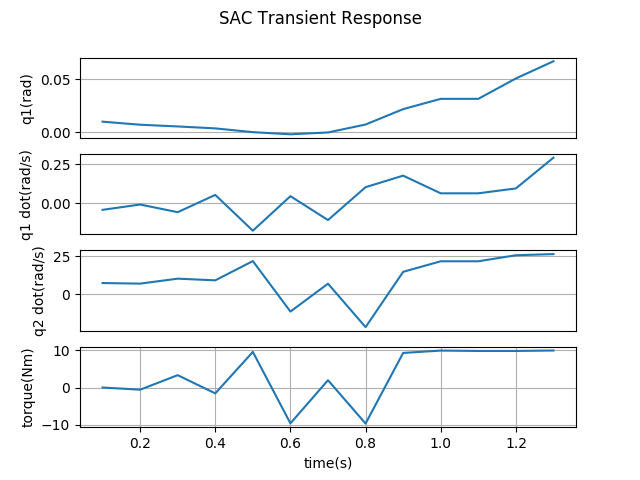 SAC Transient Response
q1(rad)
0.05
0.00
q1 dot(rad/s)
0.25
0.00
q2 dot(rad/s)
25
0
torque(Nm)
10
0
−10
0.2 0.4 0.6 0.8 1.0 1.2
time(s)